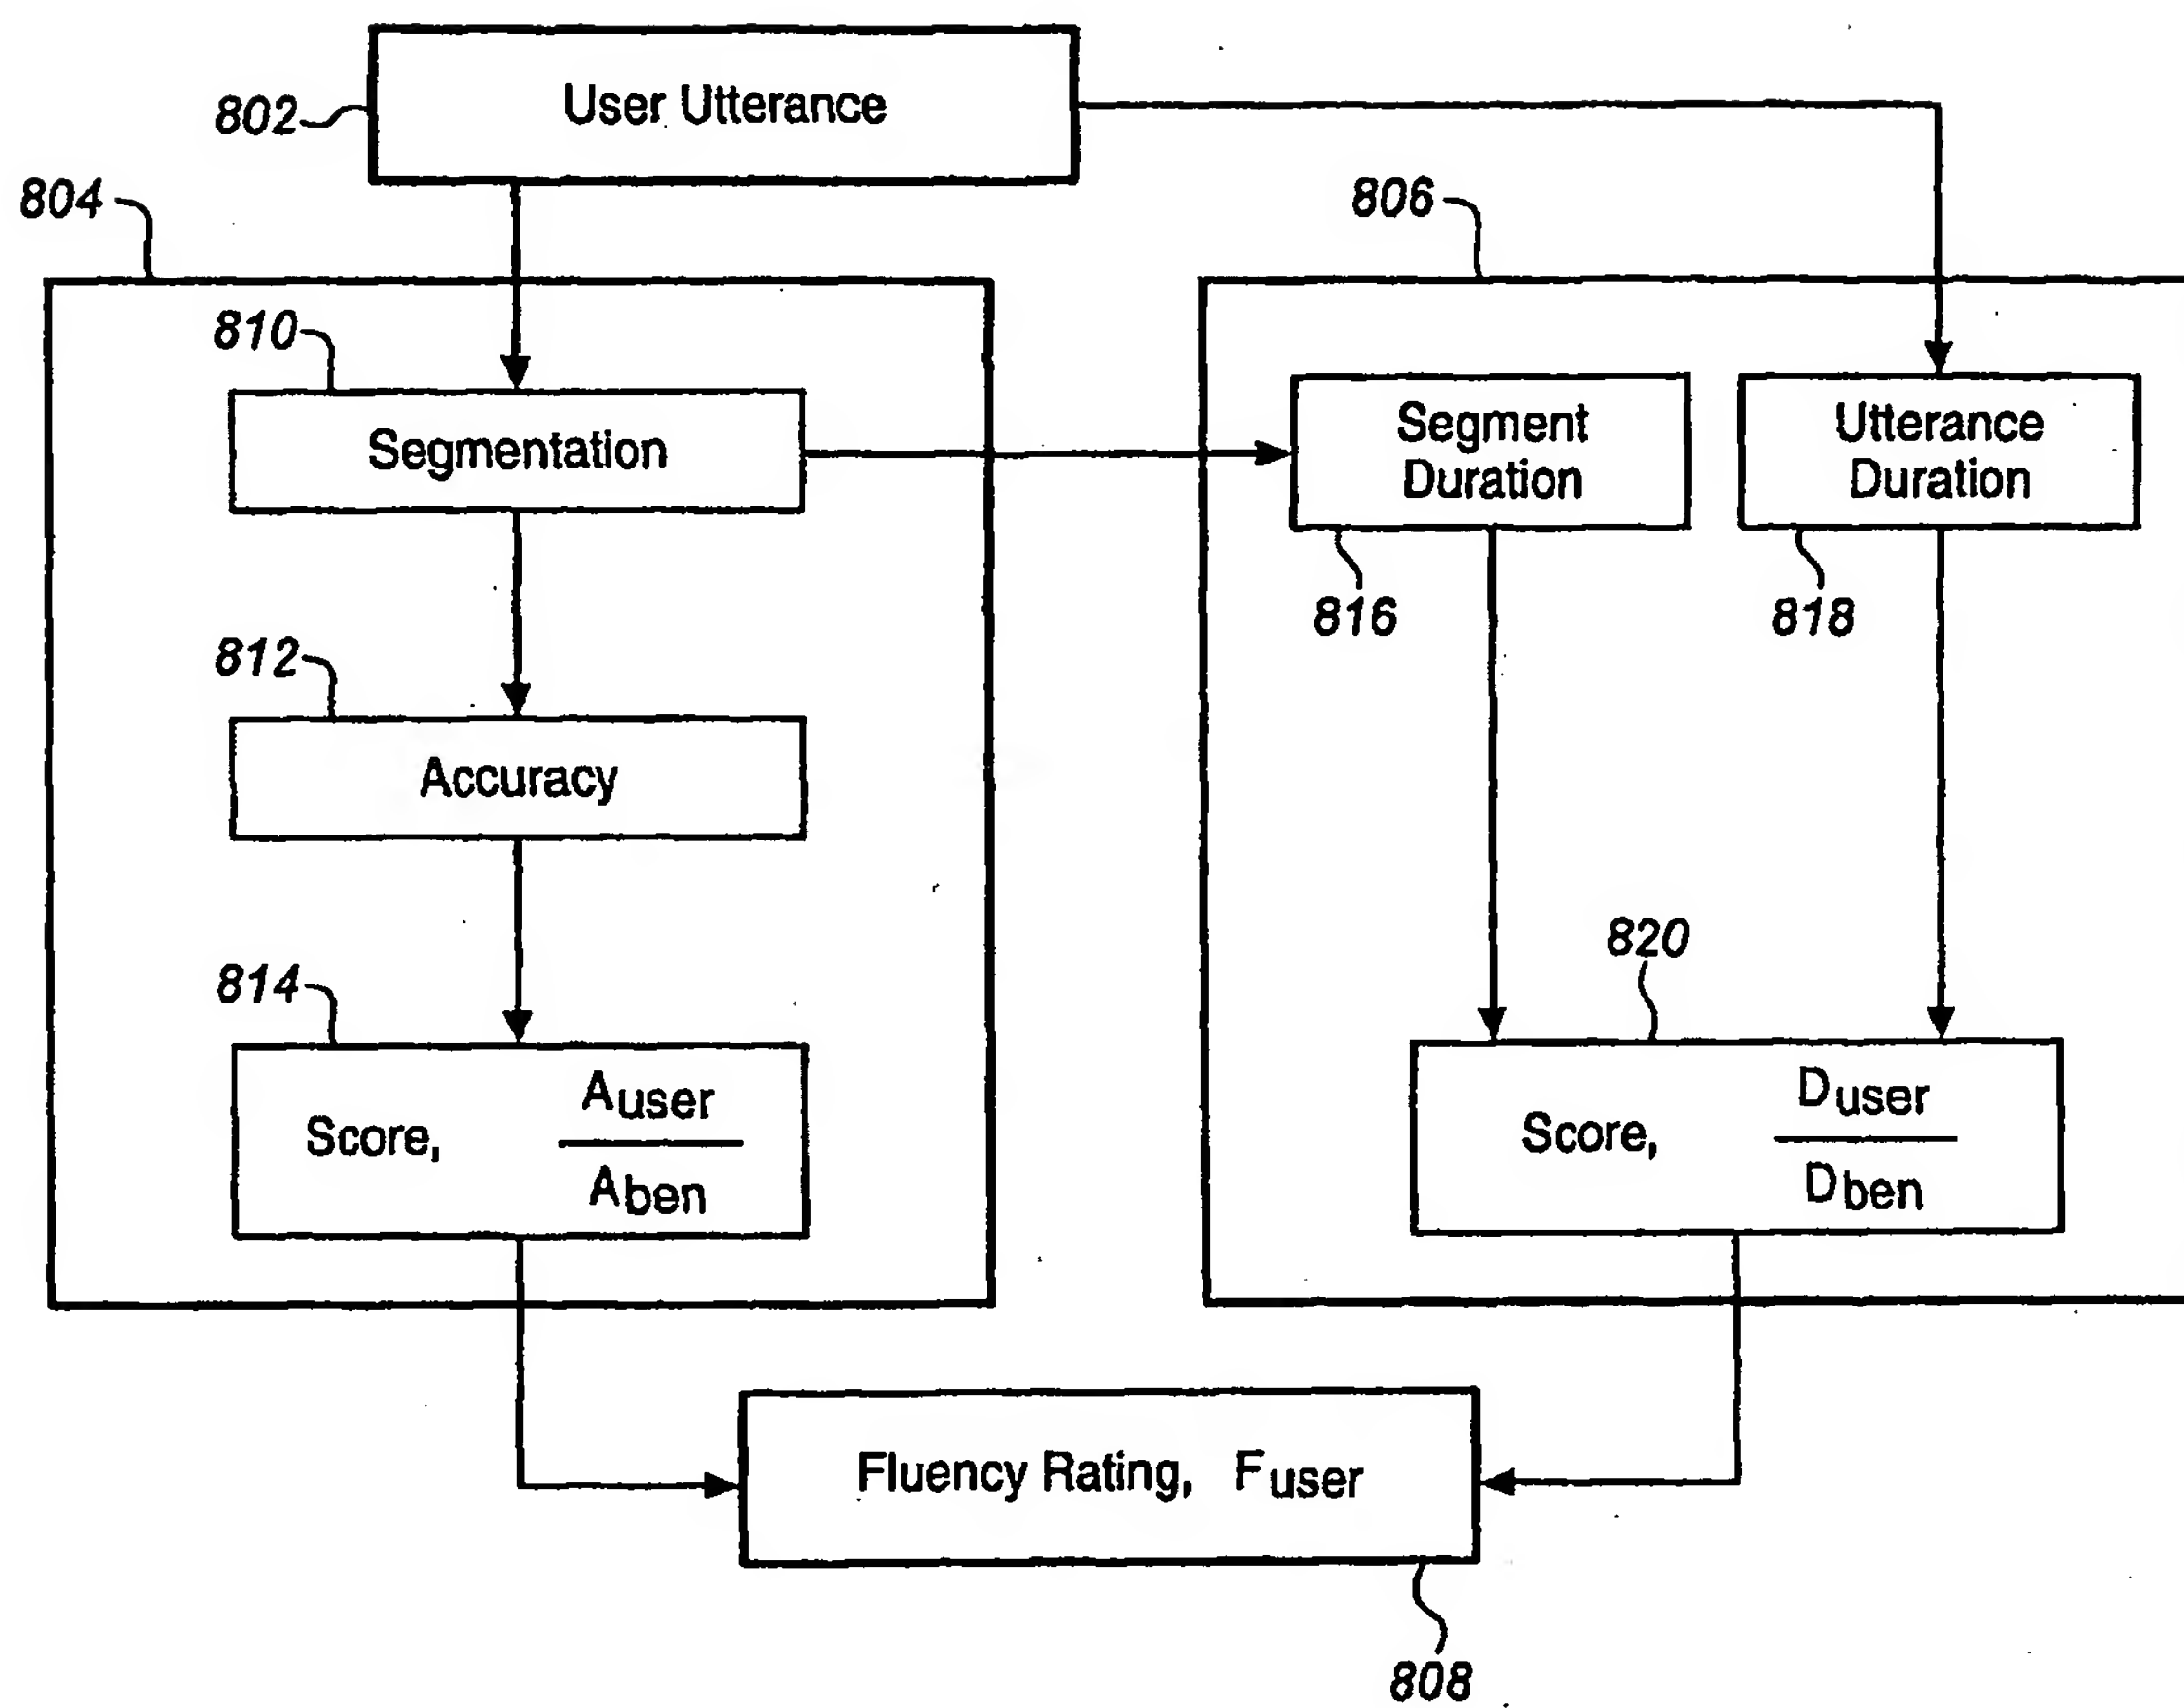 User Utterance
802
804
806
810
Segmentation
Segment
Duration
Utterance
Duration
816
818
812
Accuracy
820
814
Score,
Auser
Aben
Score,
Duser
Dben
Fluency Rating, Fuser
808